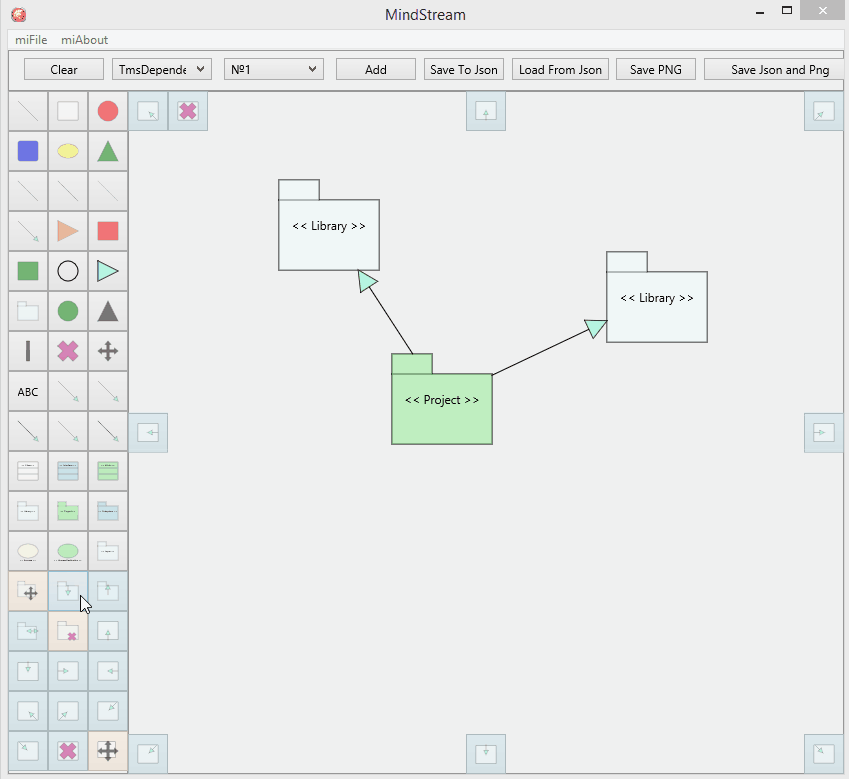 MindStream
miFile miAbout
Clear TmsDepende №1 Add Save To Json Load From Json Save PNG Save Json and Png
<< Library >>
<< Library >>
<< Project >>
ABC